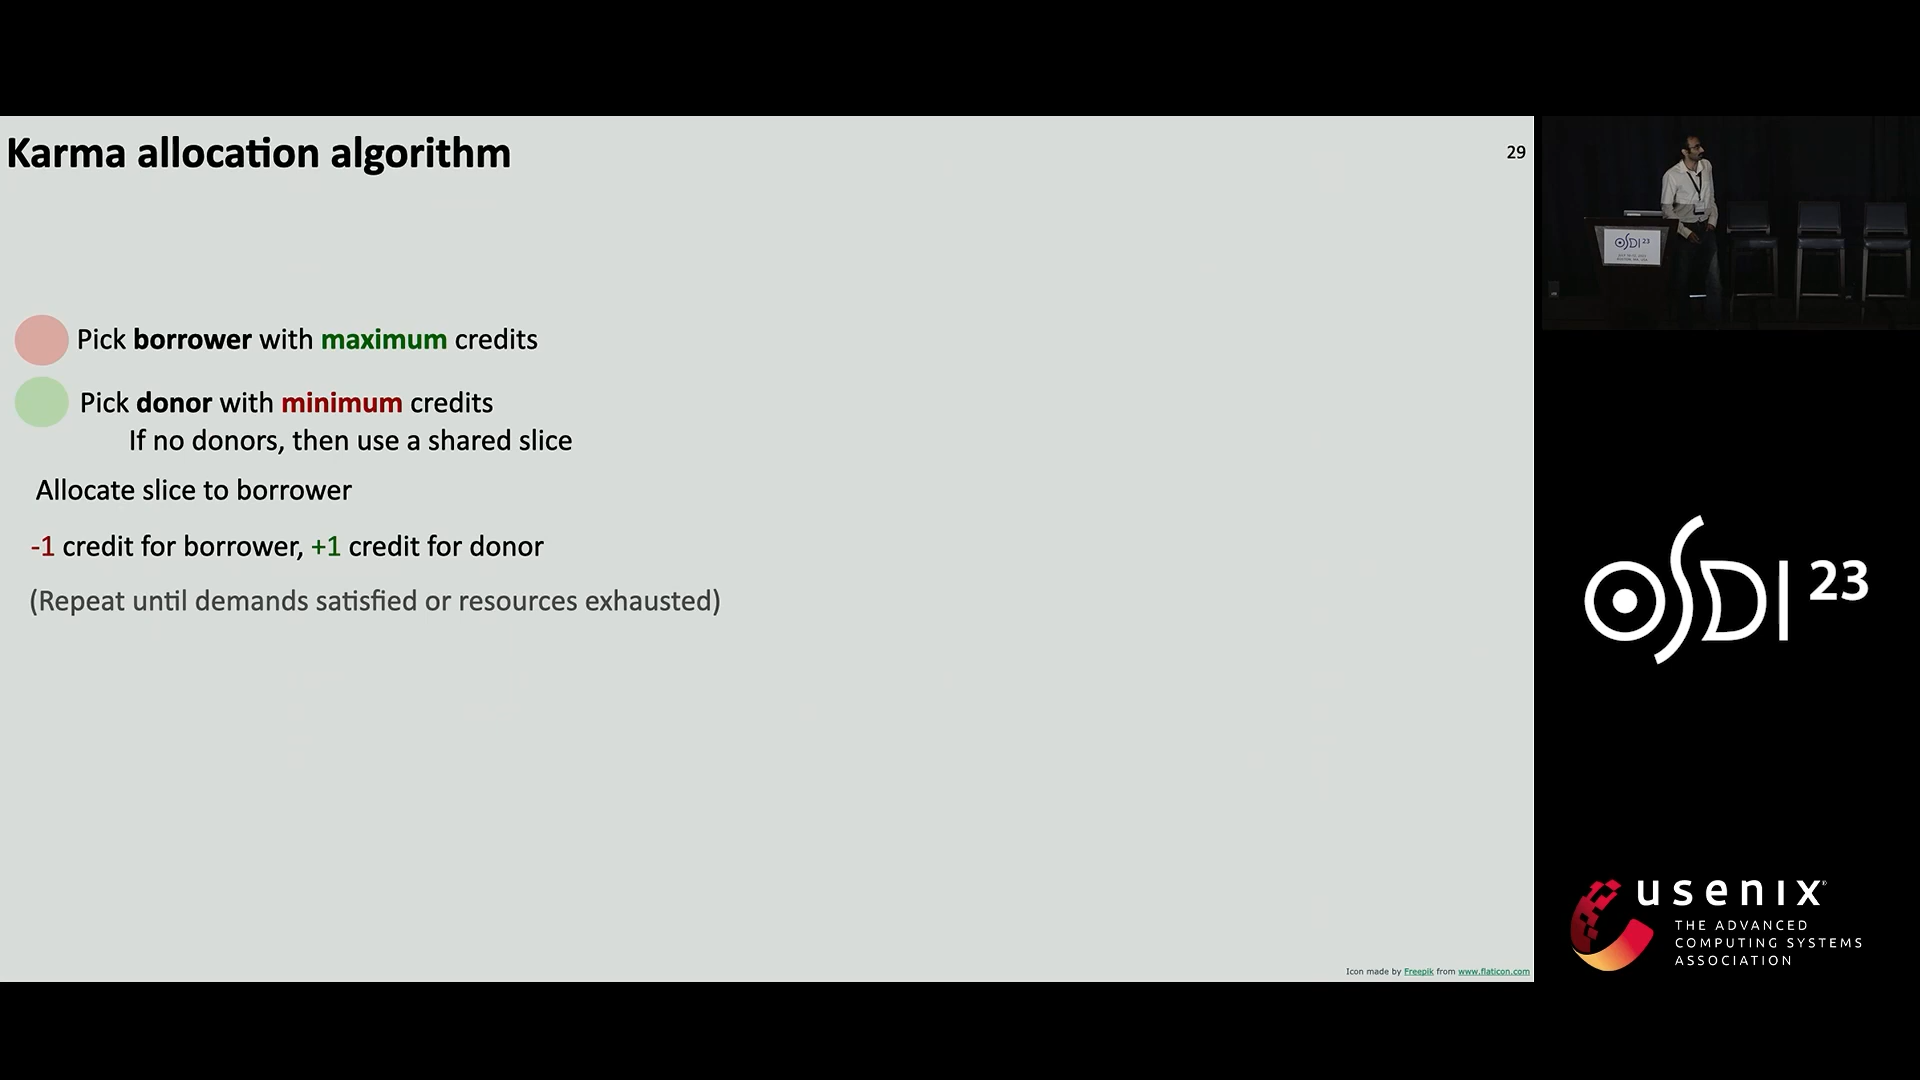 Karma allocation algorithm
29
Pick borrower with maximum credits
Pick donor with minimum credits
If no donors, then use a shared slice
Allocate slice to borrower
-1 credit for borrower, +1 credit for donor
(Repeat until demands satisfied or resources exhausted)
Icon made by Freepik from www.flaticon.com
OSDI 23
OSDI 23
usenix
THE ADVANCED
COMPUTING SYSTEMS
ASSOCIATION